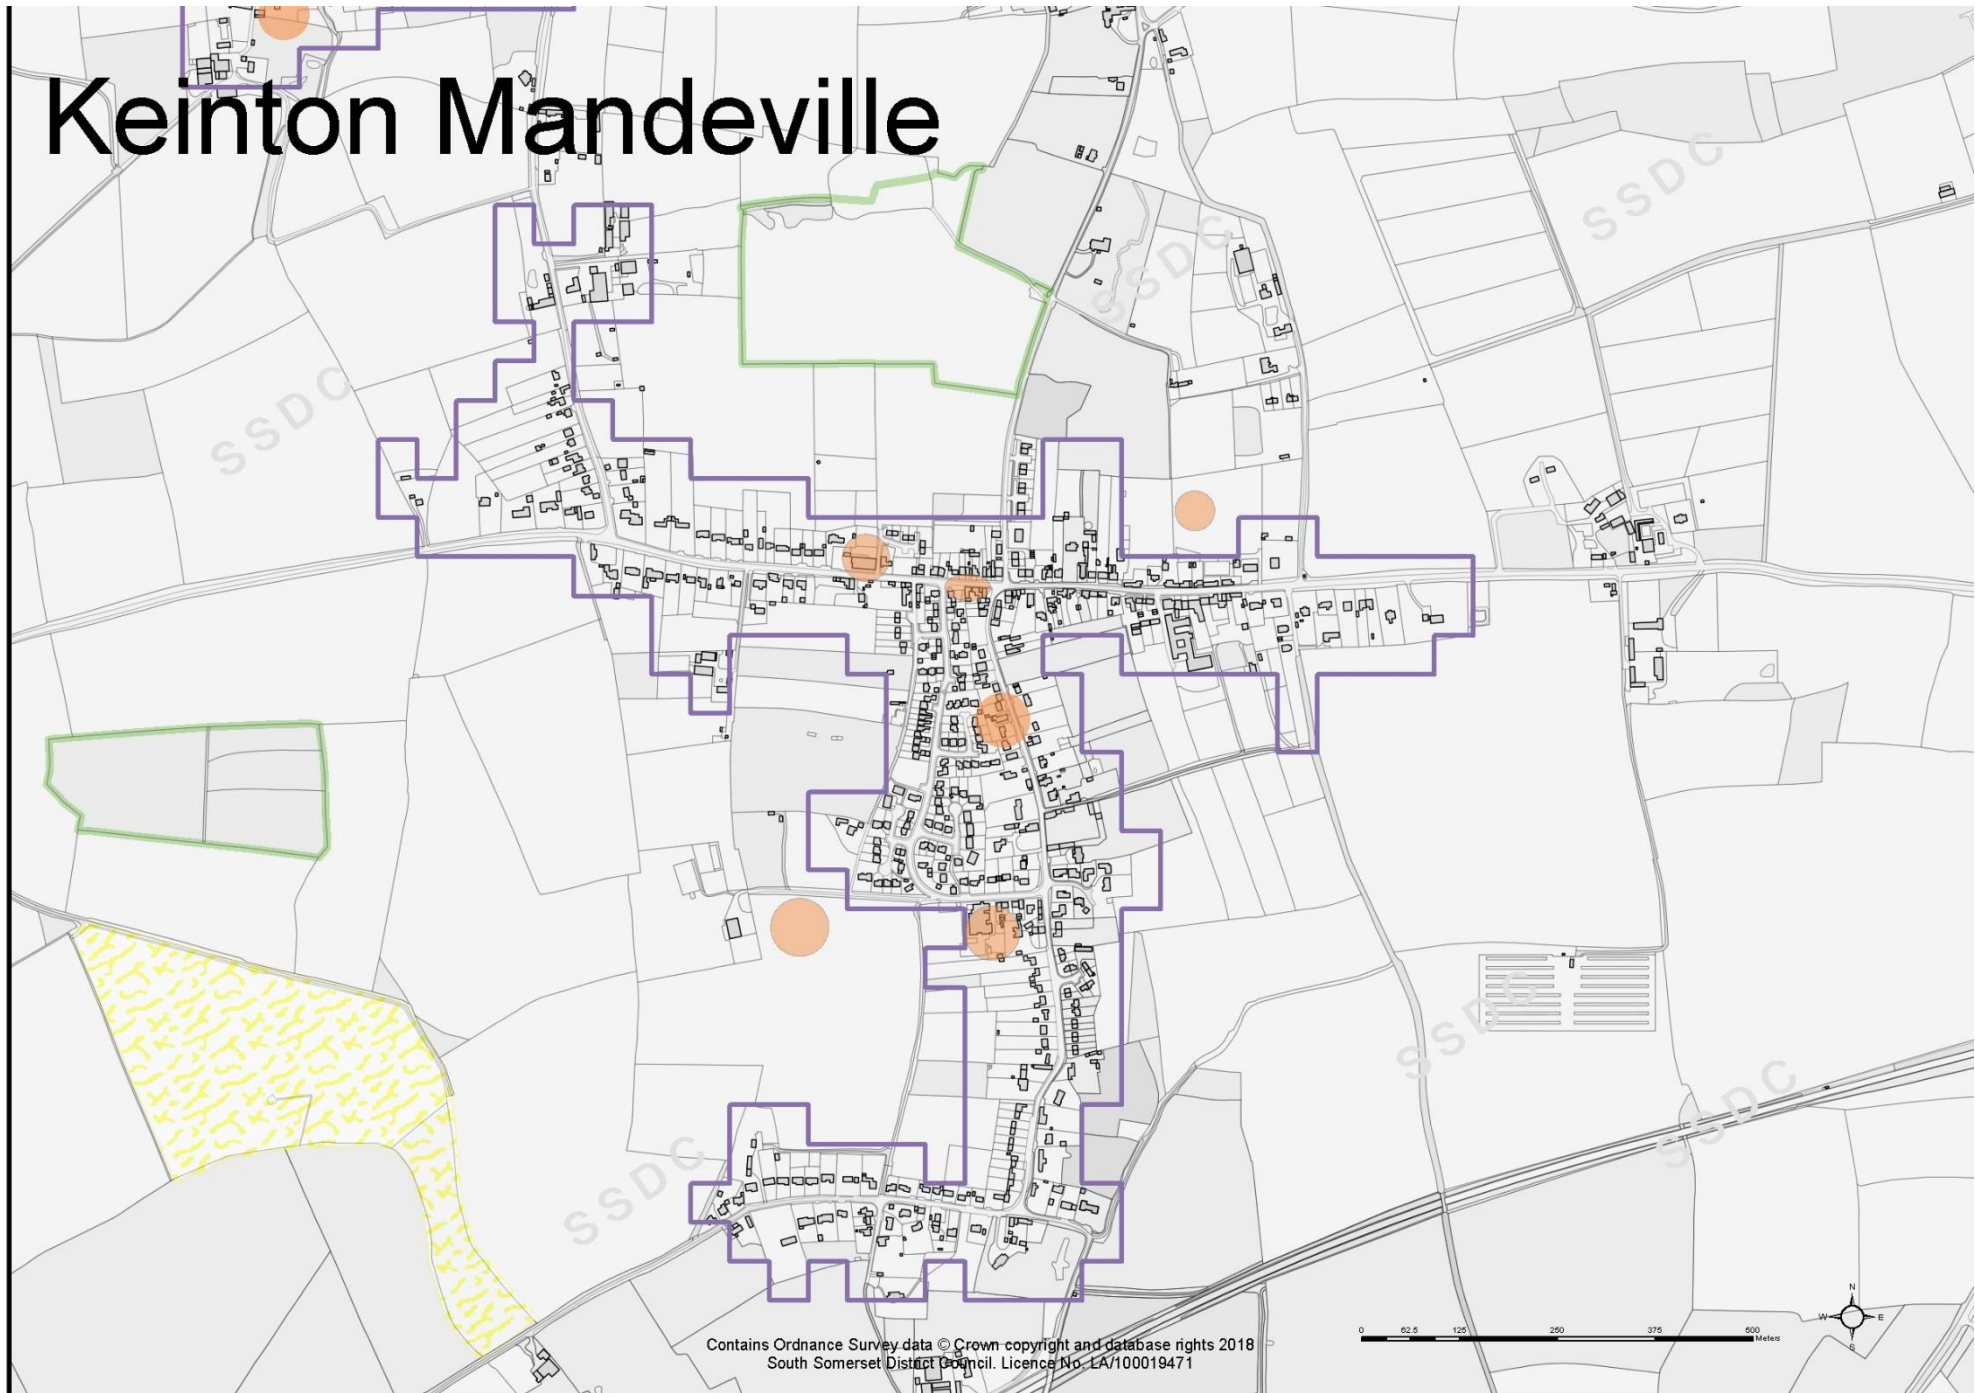 Keinton Mandeville
SSDC
SSDC
SSDC
SSDC
SSDC
SSDC
SSDC
N
W E
S
0 62.5 125 250 375 500
Meters
Contains Ordnance Survey data © Crown copyright and database rights 2018
South Somerset District Council. Licence No. LA/100019471